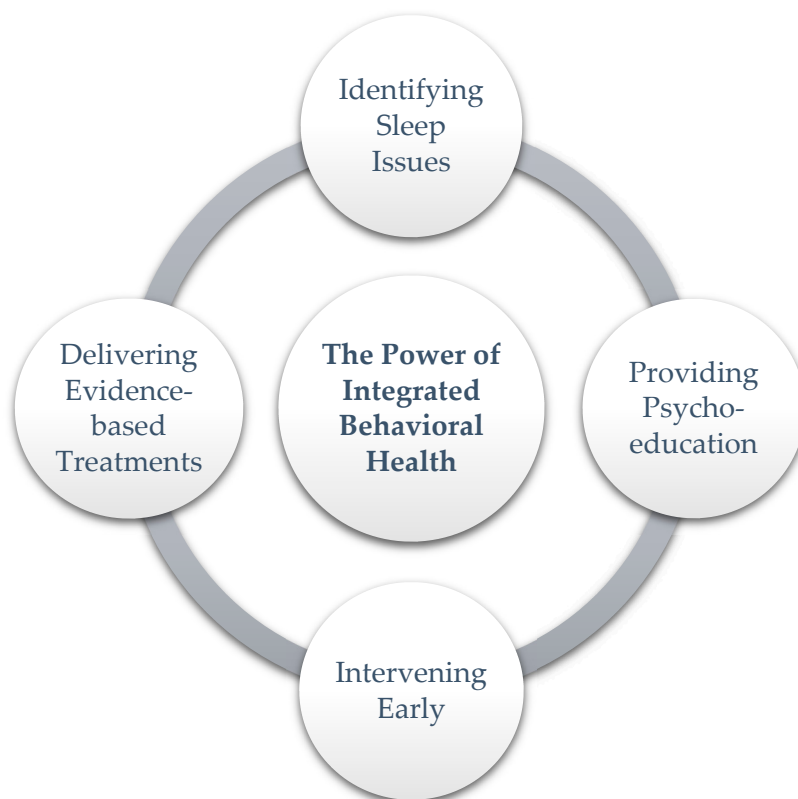 Identifying
Sleep
Issues
Delivering
Evidence-
based
Treatments
The Power of
Integrated
Behavioral
Health
Providing
Psycho-
education
Intervening
Early